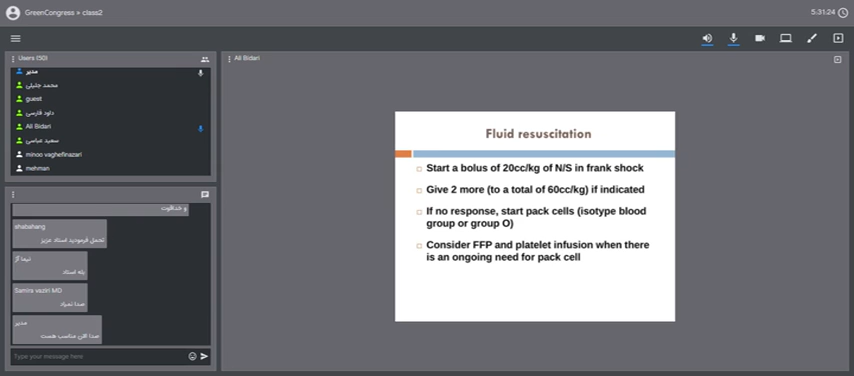 GreenCongress » class2
5:31:24
Users (50)
مدیر
محمد جلیلی
guest
داود فارسی
Ali Bidari
سعید عباسی
minoo vaghefinazari
mehman
و خداقوت
shabahang
تحمل فرمودید استاد عزیز
بله استاد
Samira vaziri MD
صدا نمیاد
مدیر
صدا الان مناسب هست
Type your message here
Ali Bidari
Fluid resuscitation
Start a bolus of 20cc/kg of N/S in frank shock
Give 2 more (to a total of 60cc/kg) if indicated
If no response, start pack cells (isotype blood
group or group O)
Consider FFP and platelet infusion when there
is an ongoing need for pack cell